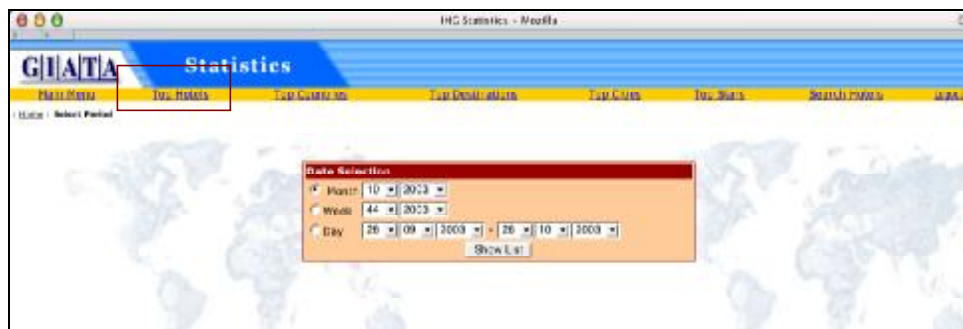 IHG Statistics - Mozilla
G|I|A|T|A Statistics
Main Menu Top Hotels Top Countries Top Destinations Top Cities Top Stars Search Hotels
Home : Select Period
Date Selection
Month 10 2003
Week 44 2003
Day 26 09 2003 - 26 10 2003
Show List